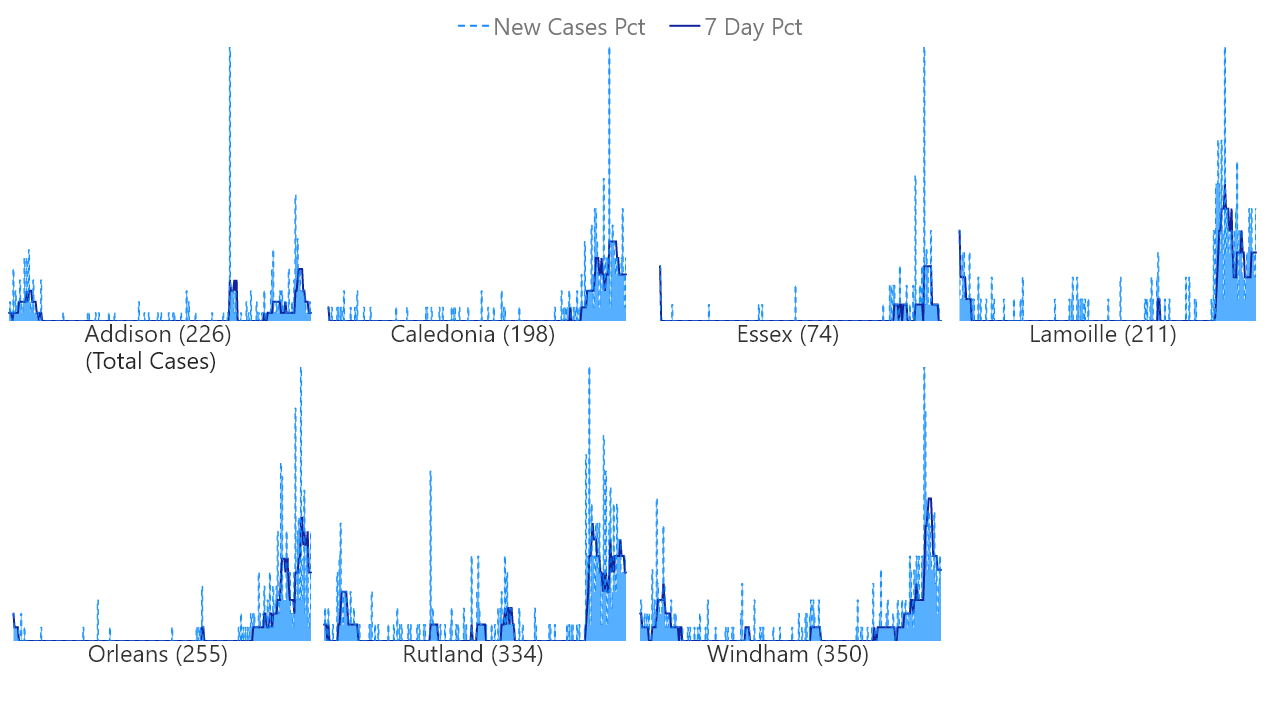 New Cases Pct 7 Day Pct
Addison (226) Caledonia (198) Essex (74) Lamoille (211)
(Total Cases)
Orleans (255) Rutland (334) Windham (350)